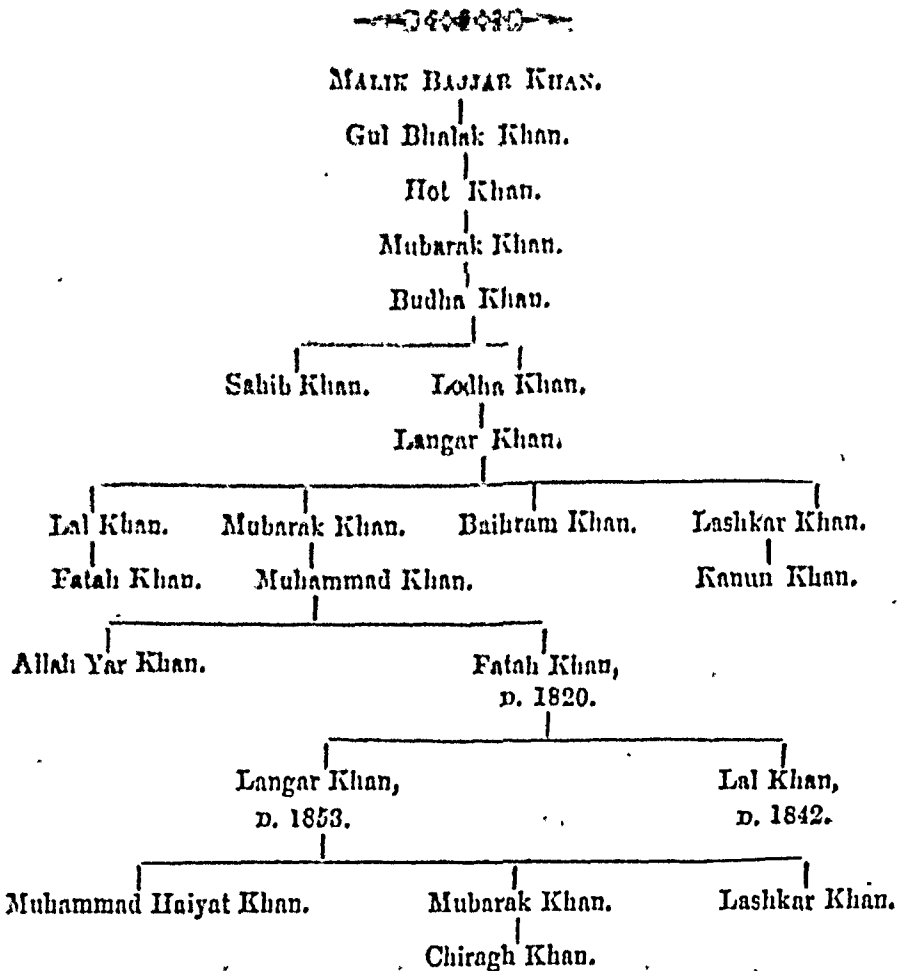 MALIK BAJJAR KHAN.
Gul Bhalak Khan.
Hot Khan.
Mubarak Khan.
Budha Khan.
Sahib Khan. Lodha Khan.
Langar Khan.
Lal Khan. Mubarak Khan. Baihram Khan. Lashkar Khan.
Fatah Khan. Muhammad Khan. Kanun Khan.
Allah Yar Khan. Fatah Khan,
D. 1820.
Langar Khan, Lal Khan,
D. 1853. D. 1842.
Muhammad Haiyat Khan. Mubarak Khan. Lashkar Khan.
Chiragh Khan.